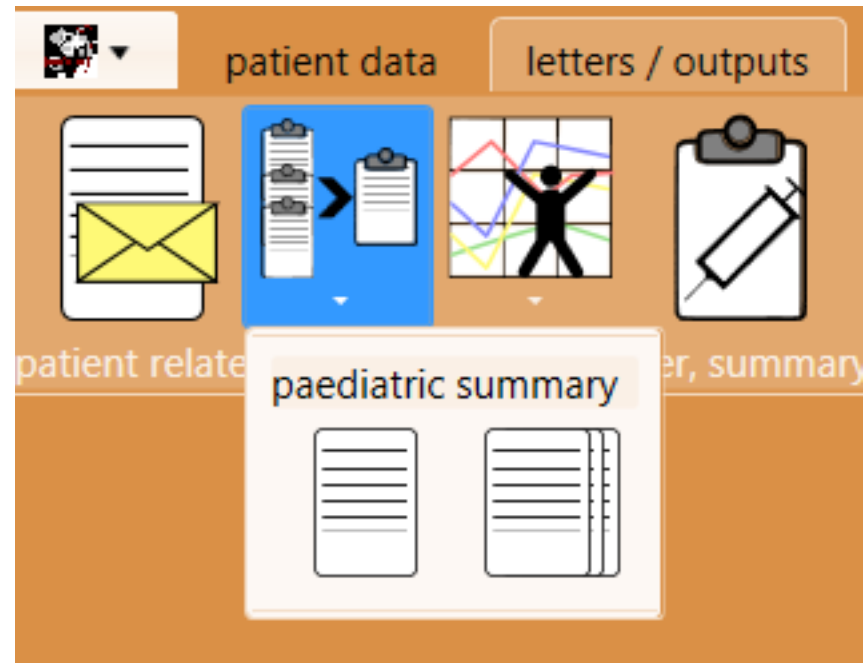 patient data
letters / outputs
patient relate
er, summary
paediatric summary